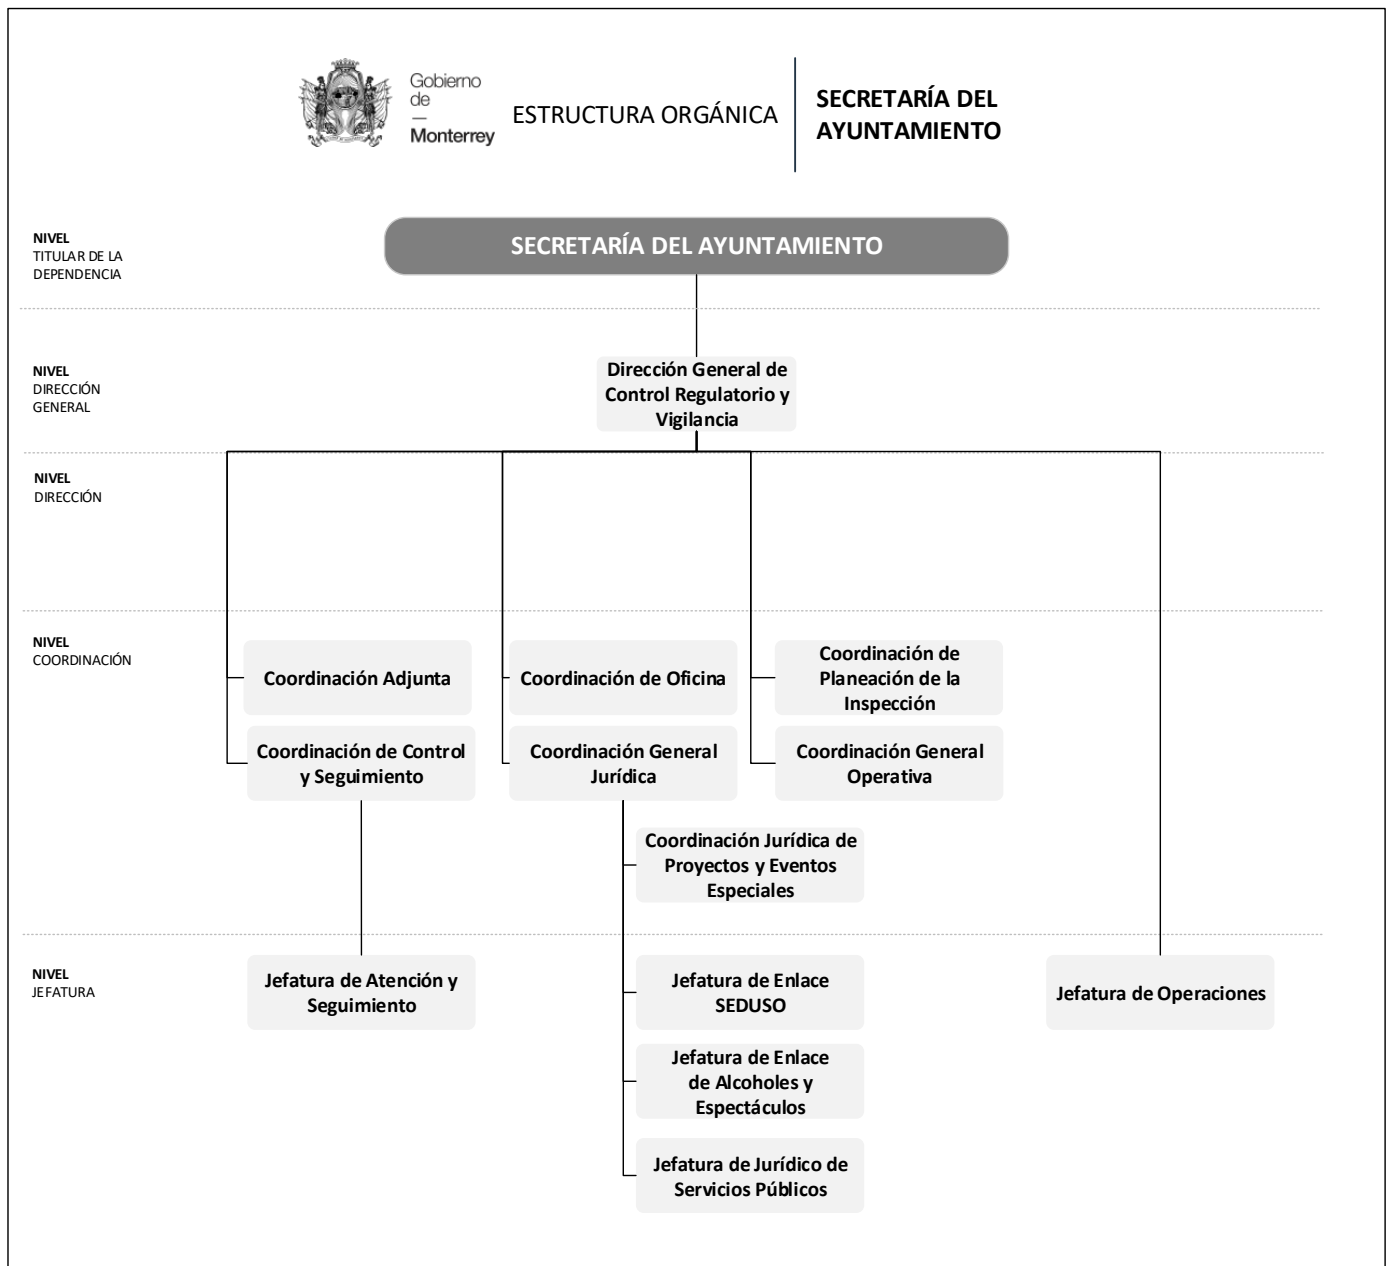 Gobierno
de
—
Monterrey
ESTRUCTURA ORGÁNICA
SECRETARÍA DEL
AYUNTAMIENTO
NIVEL
TITULAR DE LA
DEPENDENCIA
SECRETARÍA DEL AYUNTAMIENTO
NIVEL
DIRECCIÓN
GENERAL
Dirección General de
Control Regulatorio y
Vigilancia
NIVEL
DIRECCIÓN
NIVEL
COORDINACIÓN
Coordinación Adjunta
Coordinación de Oficina
Coordinación de
Planeación de la
Inspección
Coordinación de Control
y Seguimiento
Coordinación General
Jurídica
Coordinación General
Operativa
Coordinación Jurídica de
Proyectos y Eventos
Especiales
NIVEL
JEFATURA
Jefatura de Atención y
Seguimiento
Jefatura de Enlace
SEDUSO
Jefatura de Operaciones
Jefatura de Enlace
de Alcoholes y
Espectáculos
Jefatura de Jurídico de
Servicios Públicos